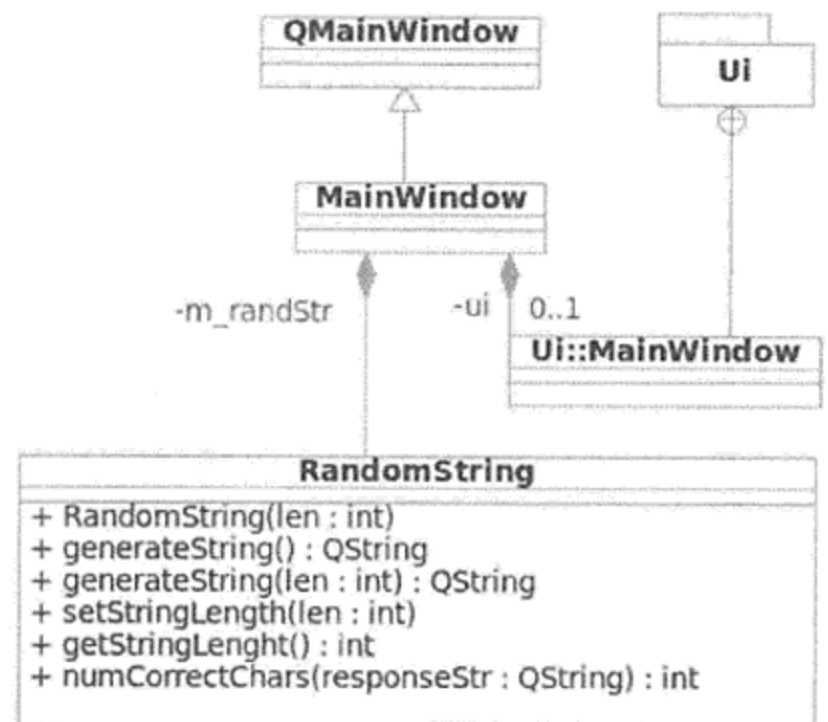 QMainWindow
Ui
MainWindow
-m_randStr
-ui
0..1
Ui::MainWindow
RandomString
+ RandomString(len : int)
+ generateString() : QString
+ generateString(len : int) : QString
+ setStringLength(len : int)
+ getStringLenght() : int
+ numCorrectChars(responseStr : QString) : int